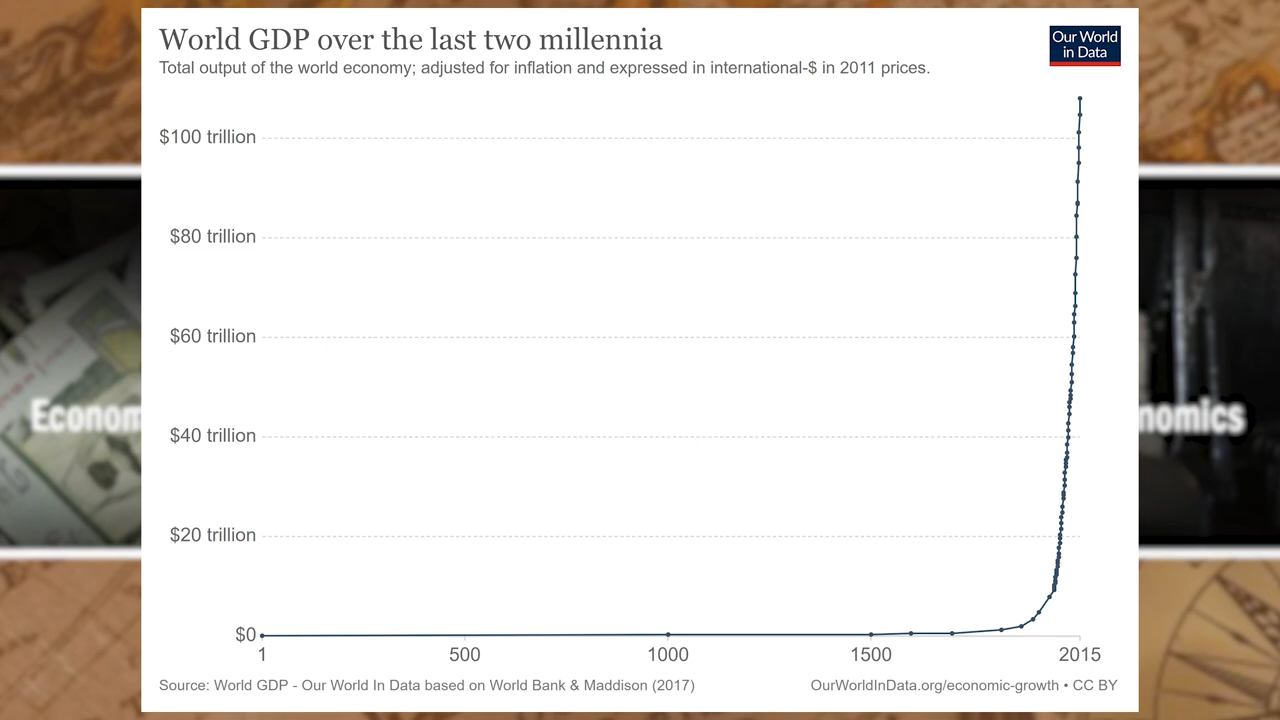 World GDP over the last two millennia
Our World
in Data
Total output of the world economy; adjusted for inflation and expressed in international-$ in 2011 prices.
$100 trillion
$80 trillion
$60 trillion
$40 trillion
$20 trillion
$0
1 500 1000 1500 2015
Source: World GDP - Our World In Data based on World Bank & Maddison (2017)
OurWorldInData.org/economic-growth • CC BY
Econom
nomics